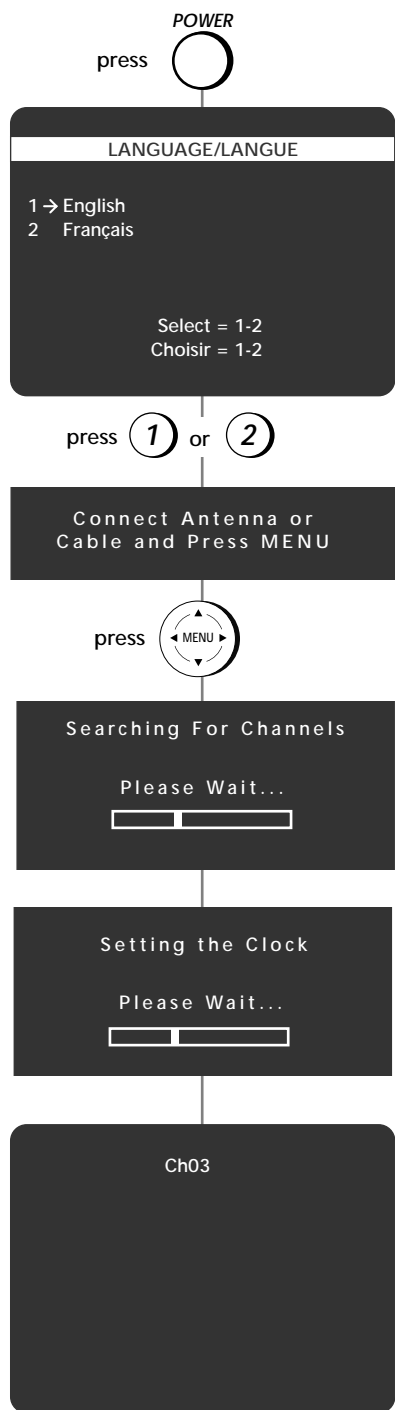 POWER
press
LANGUAGE/LANGUE
1 → English
2 Français
Select = 1-2
Choisir = 1-2
press 1 or 2
Connect Antenna or
Cable and Press MENU
press MENU
Searching For Channels
Please Wait...
Setting the Clock
Please Wait...
Ch03